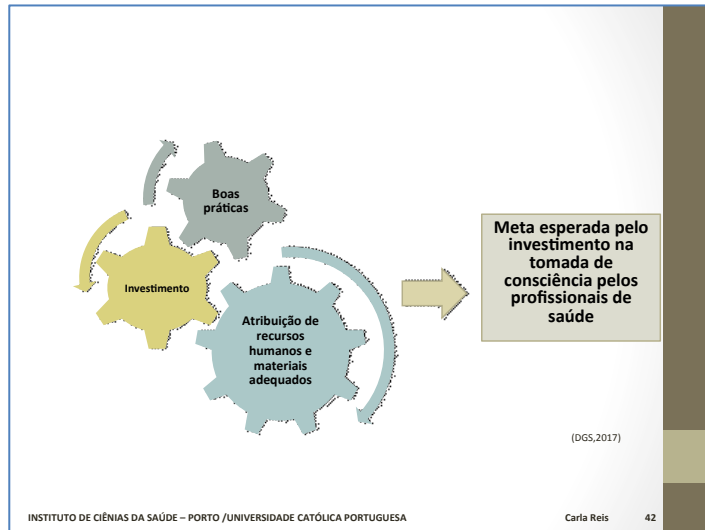 Boas
práticas
Investimento
Atribuição de
recursos
humanos e
materiais
adequados
Meta esperada pelo
investimento na
tomada de
consciência pelos
profissionais de
saúde
(DGS,2017)
INSTITUTO DE CIÊNIAS DA SAÚDE – PORTO /UNIVERSIDADE CATÓLICA PORTUGUESA Carla Reis 42